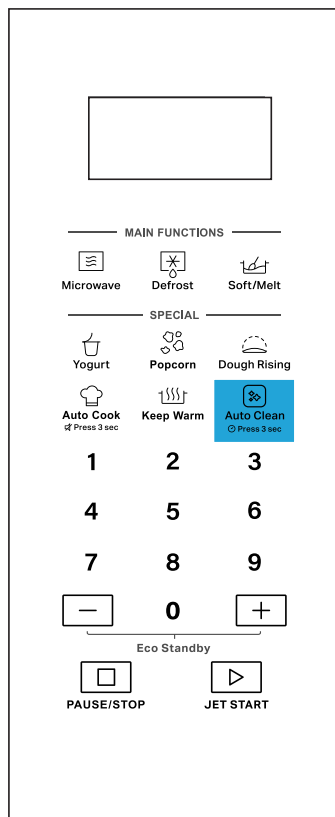 MAIN FUNCTIONS
Microwave Defrost Soft/Melt
SPECIAL
Yogurt Popcorn Dough Rising
Auto Cook Keep Warm Auto Clean
Press 3 sec Press 3 sec
1 2 3
4 5 6
7 8 9
− 0 +
Eco Standby
PAUSE/STOP JET START